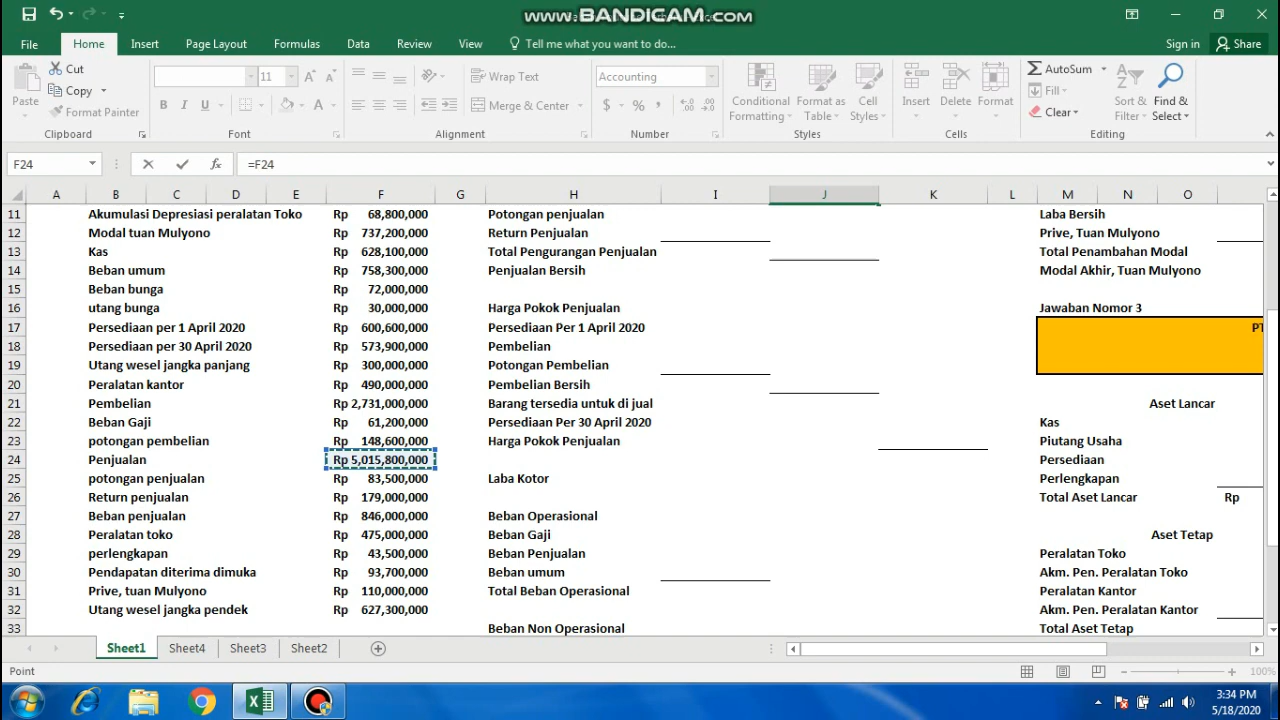 WWW.BANDICAM.COM
File Home Insert Page Layout Formulas Data Review View Tell me what you want to do... Sign in Share
Paste Cut Copy Format Painter Clipboard
11 B I U A Font
Wrap Text Merge & Center Alignment
Accounting $ % , Number
Conditional Formatting Format as Table Cell Styles Styles
Insert Delete Format Cells
AutoSum Fill Clear Sort & Filter Find & Select Editing
F24 fx =F24
A B C D E F G H I J K L M N O
11 Akumulasi Depresiasi peralatan Toko Rp 68,800,000 Potongan penjualan Laba Bersih
12 Modal tuan Mulyono Rp 737,200,000 Return Penjualan Prive, Tuan Mulyono
13 Kas Rp 628,100,000 Total Pengurangan Penjualan Total Penambahan Modal
14 Beban umum Rp 758,300,000 Penjualan Bersih Modal Akhir, Tuan Mulyono
15 Beban bunga Rp 72,000,000
16 utang bunga Rp 30,000,000 Harga Pokok Penjualan Jawaban Nomor 3
17 Persediaan per 1 April 2020 Rp 600,600,000 Persediaan Per 1 April 2020 PT
18 Persediaan per 30 April 2020 Rp 573,900,000 Pembelian
19 Utang wesel jangka panjang Rp 300,000,000 Potongan Pembelian
20 Peralatan kantor Rp 490,000,000 Pembelian Bersih
21 Pembelian Rp 2,731,000,000 Barang tersedia untuk di jual Aset Lancar
22 Beban Gaji Rp 61,200,000 Persediaan Per 30 April 2020 Kas
23 potongan pembelian Rp 148,600,000 Harga Pokok Penjualan Piutang Usaha
24 Penjualan Rp 5,015,800,000 Persediaan
25 potongan penjualan Rp 83,500,000 Laba Kotor Perlengkapan
26 Return penjualan Rp 179,000,000 Total Aset Lancar Rp
27 Beban penjualan Rp 846,000,000 Beban Operasional
28 Peralatan toko Rp 475,000,000 Beban Gaji Aset Tetap
29 perlengkapan Rp 43,500,000 Beban Penjualan Peralatan Toko
30 Pendapatan diterima dimuka Rp 93,700,000 Beban umum Akm. Pen. Peralatan Toko
31 Prive, tuan Mulyono Rp 110,000,000 Total Beban Operasional Peralatan Kantor
32 Utang wesel jangka pendek Rp 627,300,000 Akm. Pen. Peralatan Kantor
33 Beban Non Operasional Total Aset Tetap
Sheet1 Sheet4 Sheet3 Sheet2
Point 100%
3:34 PM
5/18/2020